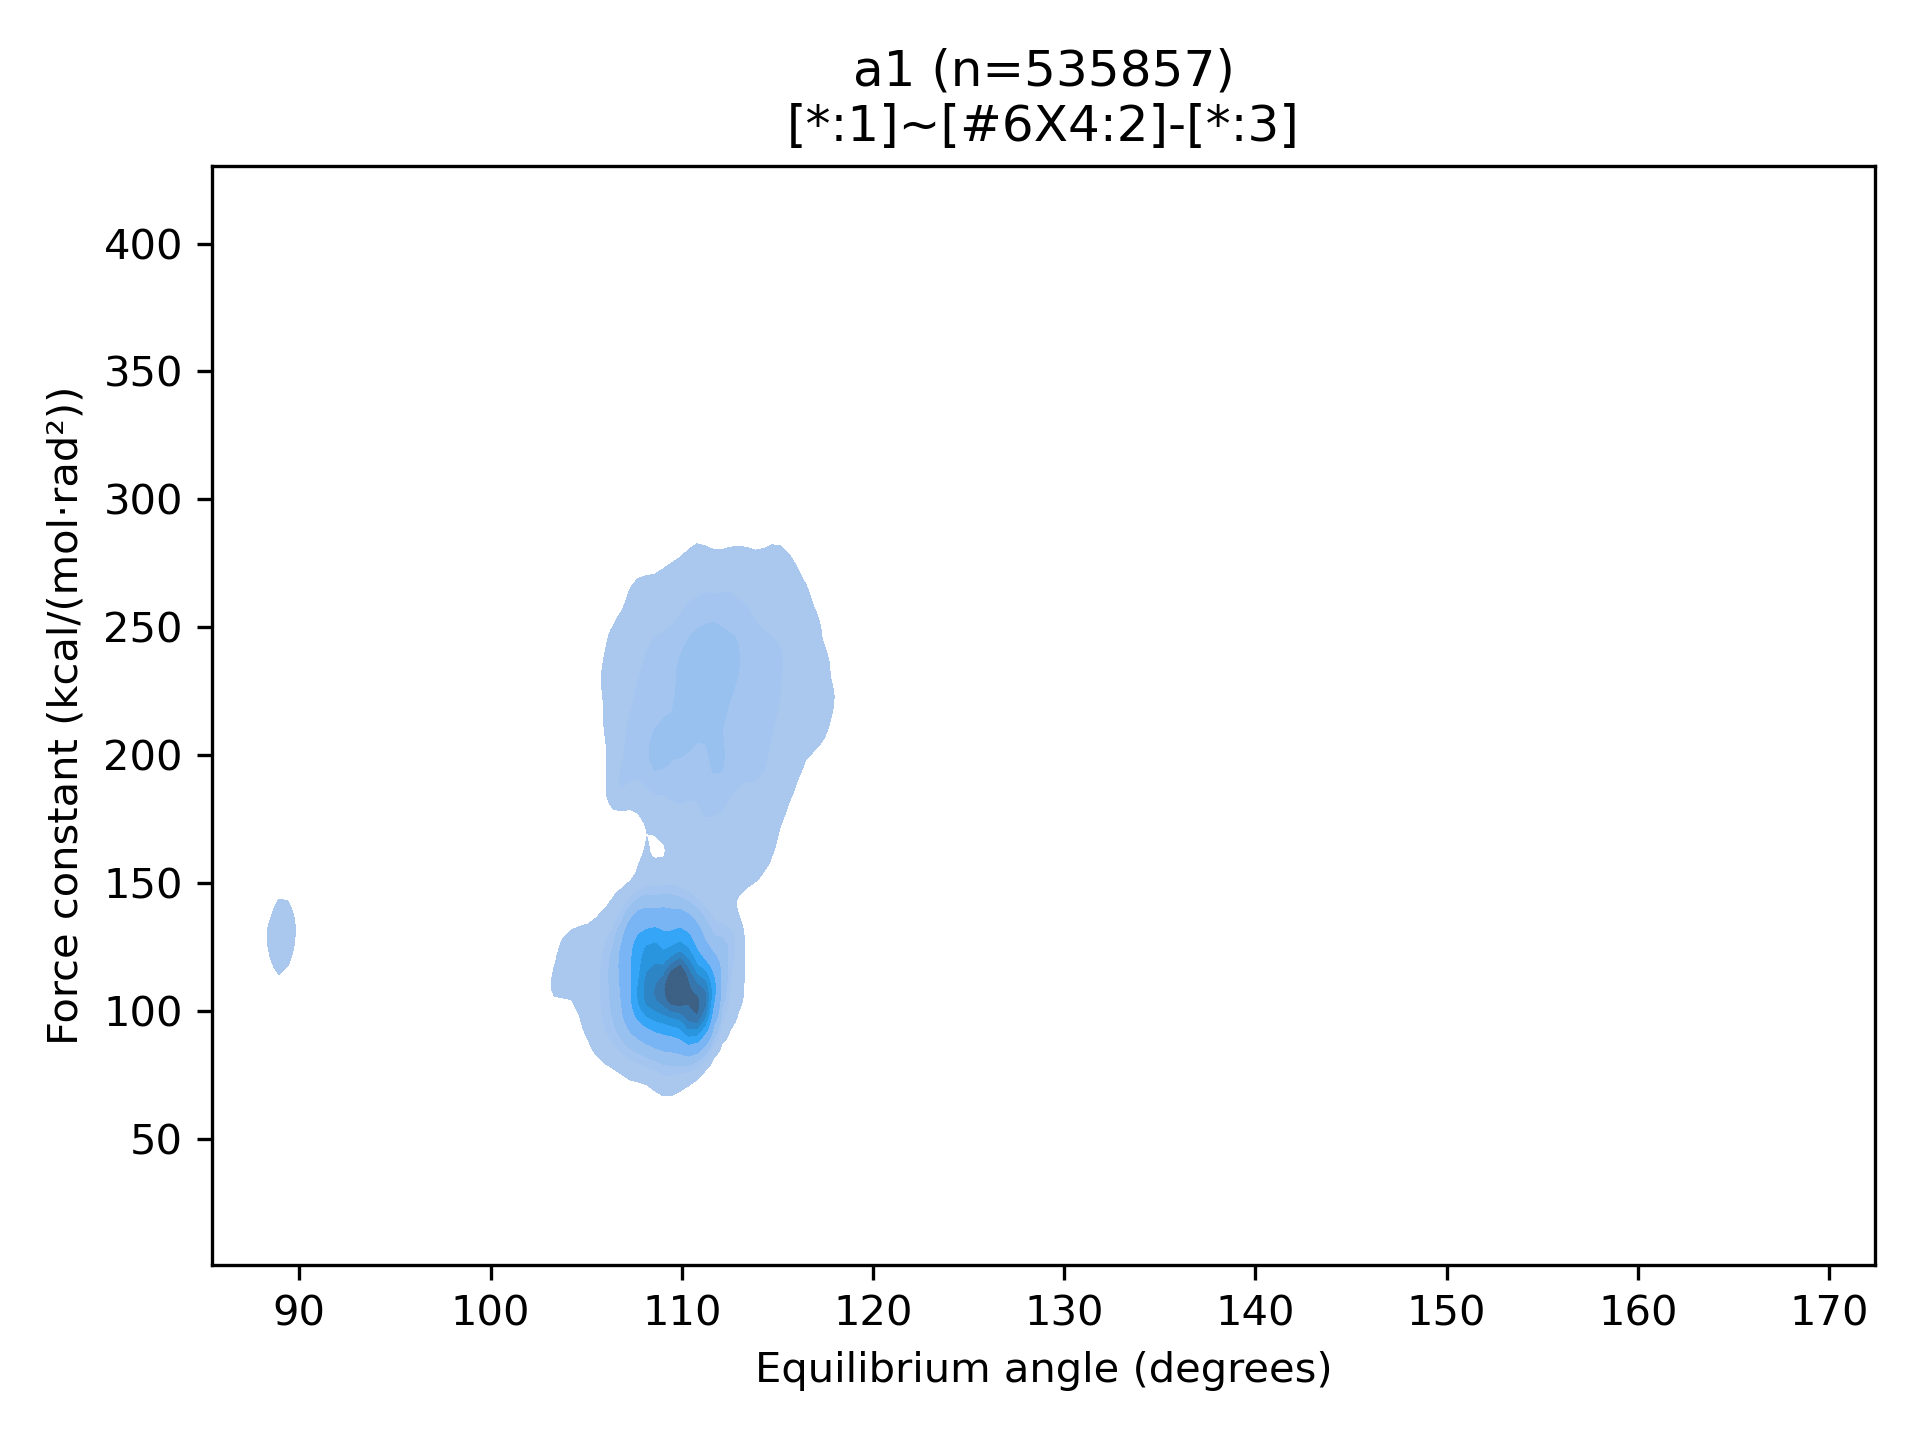 a1 (n=535857)
[*:1]~[#6X4:2]-[*:3]
Force constant (kcal/(mol·rad²))
400
350
300
250
200
150
100
50
90 100 110 120 130 140 150 160 170
Equilibrium angle (degrees)